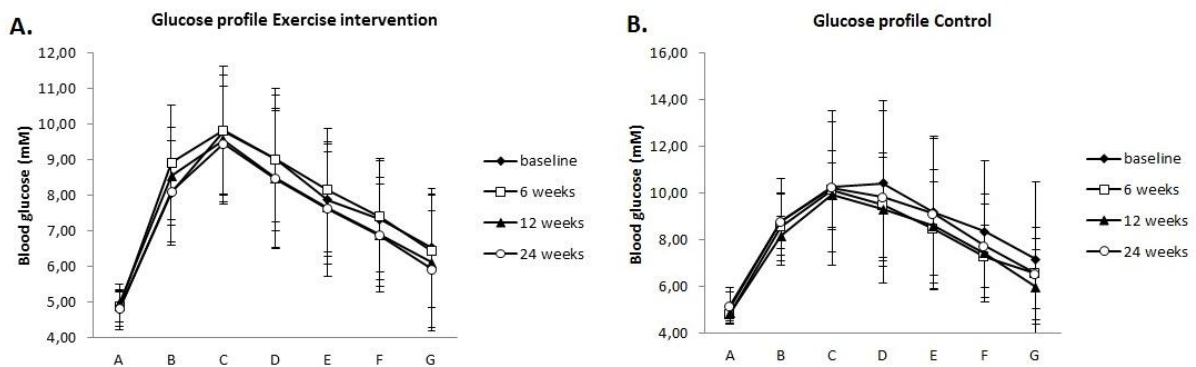 A.
Glucose profile Exercise intervention
Blood glucose (mM)
12,00
11,00
10,00
9,00
8,00
7,00
6,00
5,00
4,00
A B C D E F G
baseline
6 weeks
12 weeks
24 weeks
B.
Glucose profile Control
Blood glucose (mM)
16,00
14,00
12,00
10,00
8,00
6,00
4,00
A B C D E F G
baseline
6 weeks
12 weeks
24 weeks